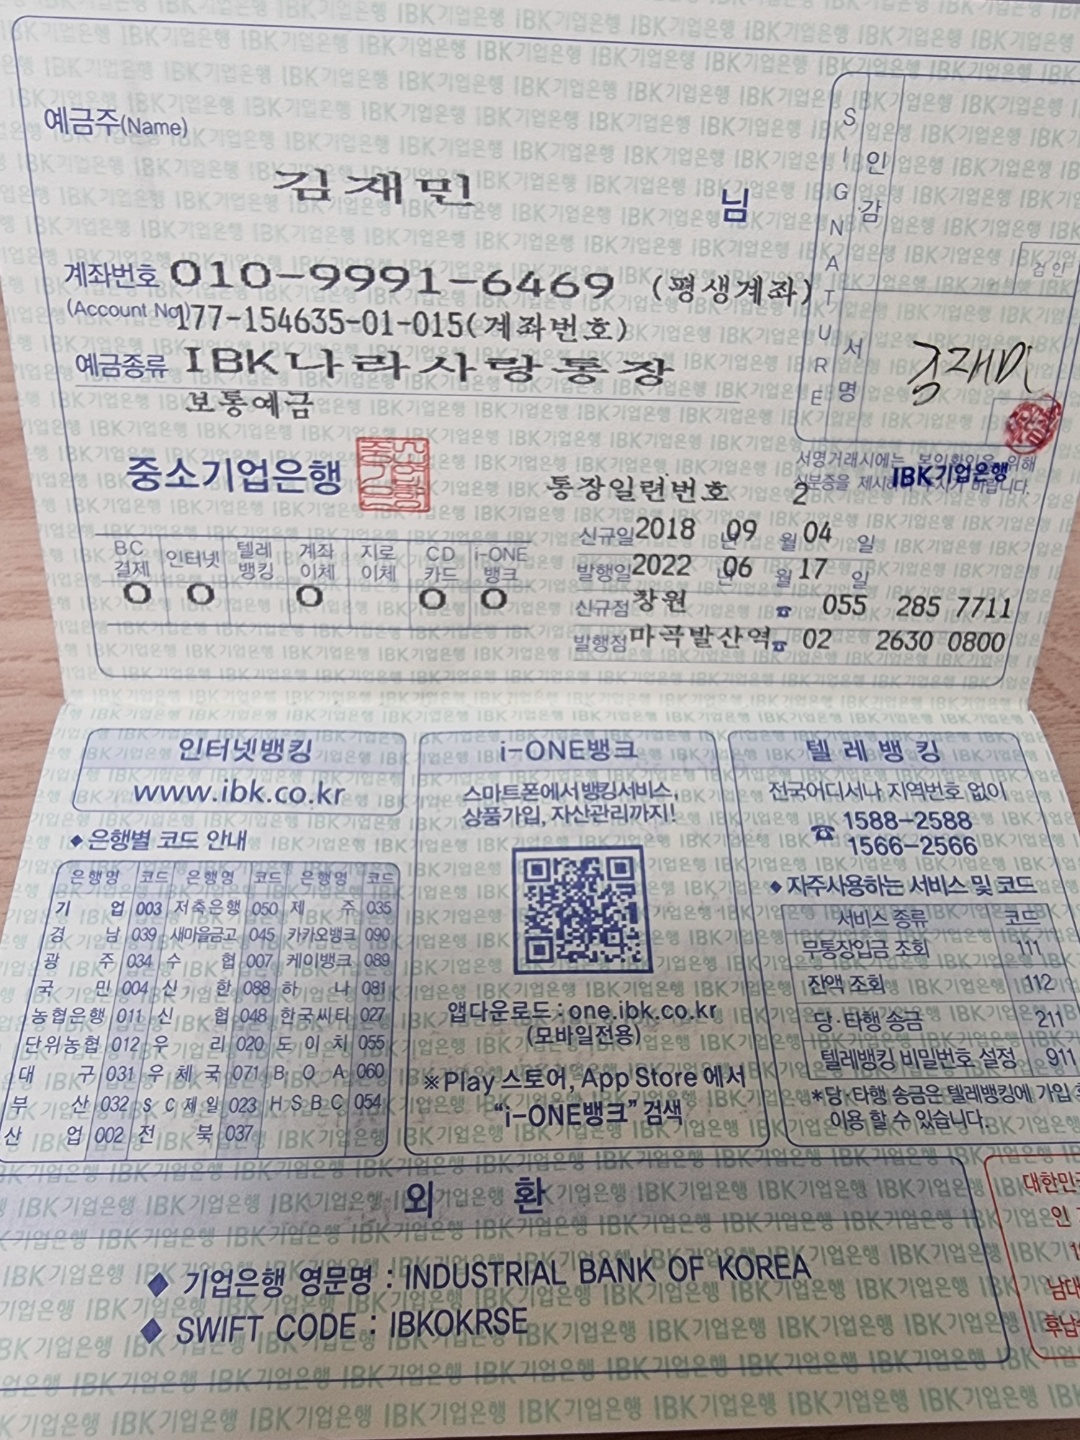 예금주(Name)
김재민 님
계좌번호 010-9991-6469 (평생계좌)
(Account No) 177-154635-01-015(계좌번호)
예금종류 IBK나라사랑통장
보통예금
중소기업은행
SIGNATURE
인감
검인
서명
김재민
서명거래시에는 본인확인을 위해
신분증을 제시
IBK기업은행
통장일련번호 2
신규일 2018 년 09 월 04 일
발행일 2022 년 06 월 17 일
신규점 창원 ☎ 055 285 7711
발행점 마곡발산역 ☎ 02 2630 0800
BC결제 인터넷 텔레뱅킹 계좌이체 지로이체 CD카드 i-ONE뱅크
O O O O O
인터넷뱅킹
www.ibk.co.kr
◆ 은행별 코드 안내
은행명 코드 은행명 코드 은행명 코드
기업 003 저축은행 050 제주 035
경남 039 새마을금고 045 카카오뱅크 090
광주 034 수협 007 케이뱅크 089
국민 004 신한 088 하나 081
농협은행 011 신협 048 한국씨티 027
단위농협 012 우리 020 도이치 055
대구 031 우체국 071 BOA 060
부산 032 SC제일 023 HSBC 054
산업 002 전북 037
i-ONE뱅크
스마트폰에서 뱅킹서비스,
상품가입, 자산관리까지!
앱다운로드 : one.ibk.co.kr
(모바일전용)
※Play 스토어, App Store 에서
“i-ONE뱅크” 검색
텔레뱅킹
전국어디서나 지역번호 없이
☎ 1588-2588
1566-2566
◆ 자주사용하는 서비스 및 코드
서비스 종류 코드
무통장입금 조회 111
잔액 조회 112
당·타행 송금 211
텔레뱅킹 비밀번호 설정 911
*당·타행 송금은 텔레뱅킹에 가입
이용 할 수 있습니다.
외환
◆ 기업은행 영문명 : INDUSTRIAL BANK OF KOREA
◆ SWIFT CODE : IBKOKRSE
대한민국
인
남대
후납